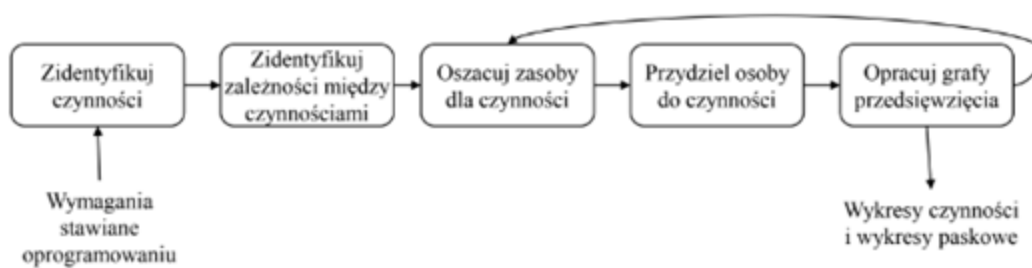 Zidentyfikuj
czynności
Zidentyfikuj
zależności między
czynnościami
Oszacuj zasoby
dla czynności
Przydziel osoby
do czynności
Opracuj grafy
przedsięwzięcia
Wymagania
stawiane
oprogramowaniu
Wykresy czynności
i wykresy paskowe